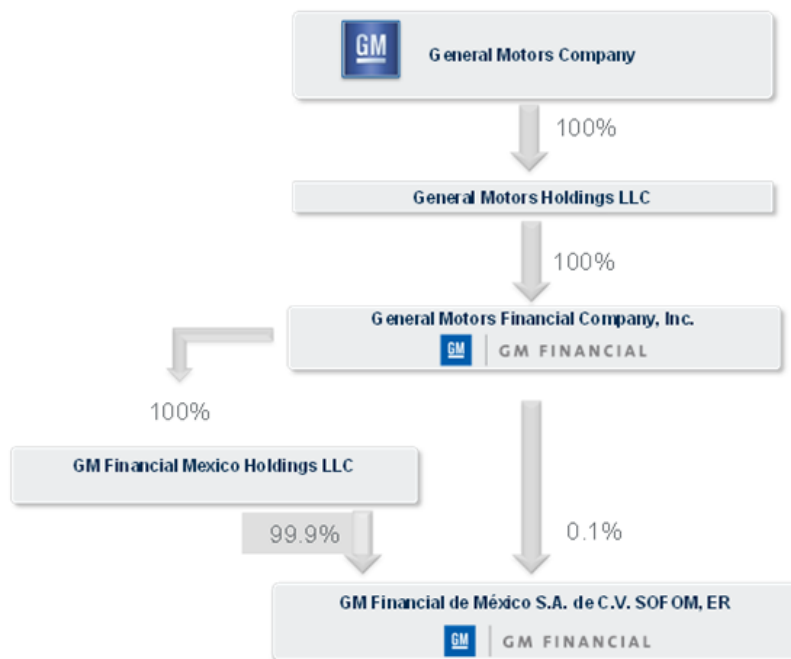 GM
General Motors Company
100%
General Motors Holdings LLC
100%
General Motors Financial Company, Inc.
GM GM FINANCIAL
100%
GM Financial Mexico Holdings LLC
99.9%
0.1%
GM Financial de México S.A. de C.V. SOFOM, ER
GM GM FINANCIAL